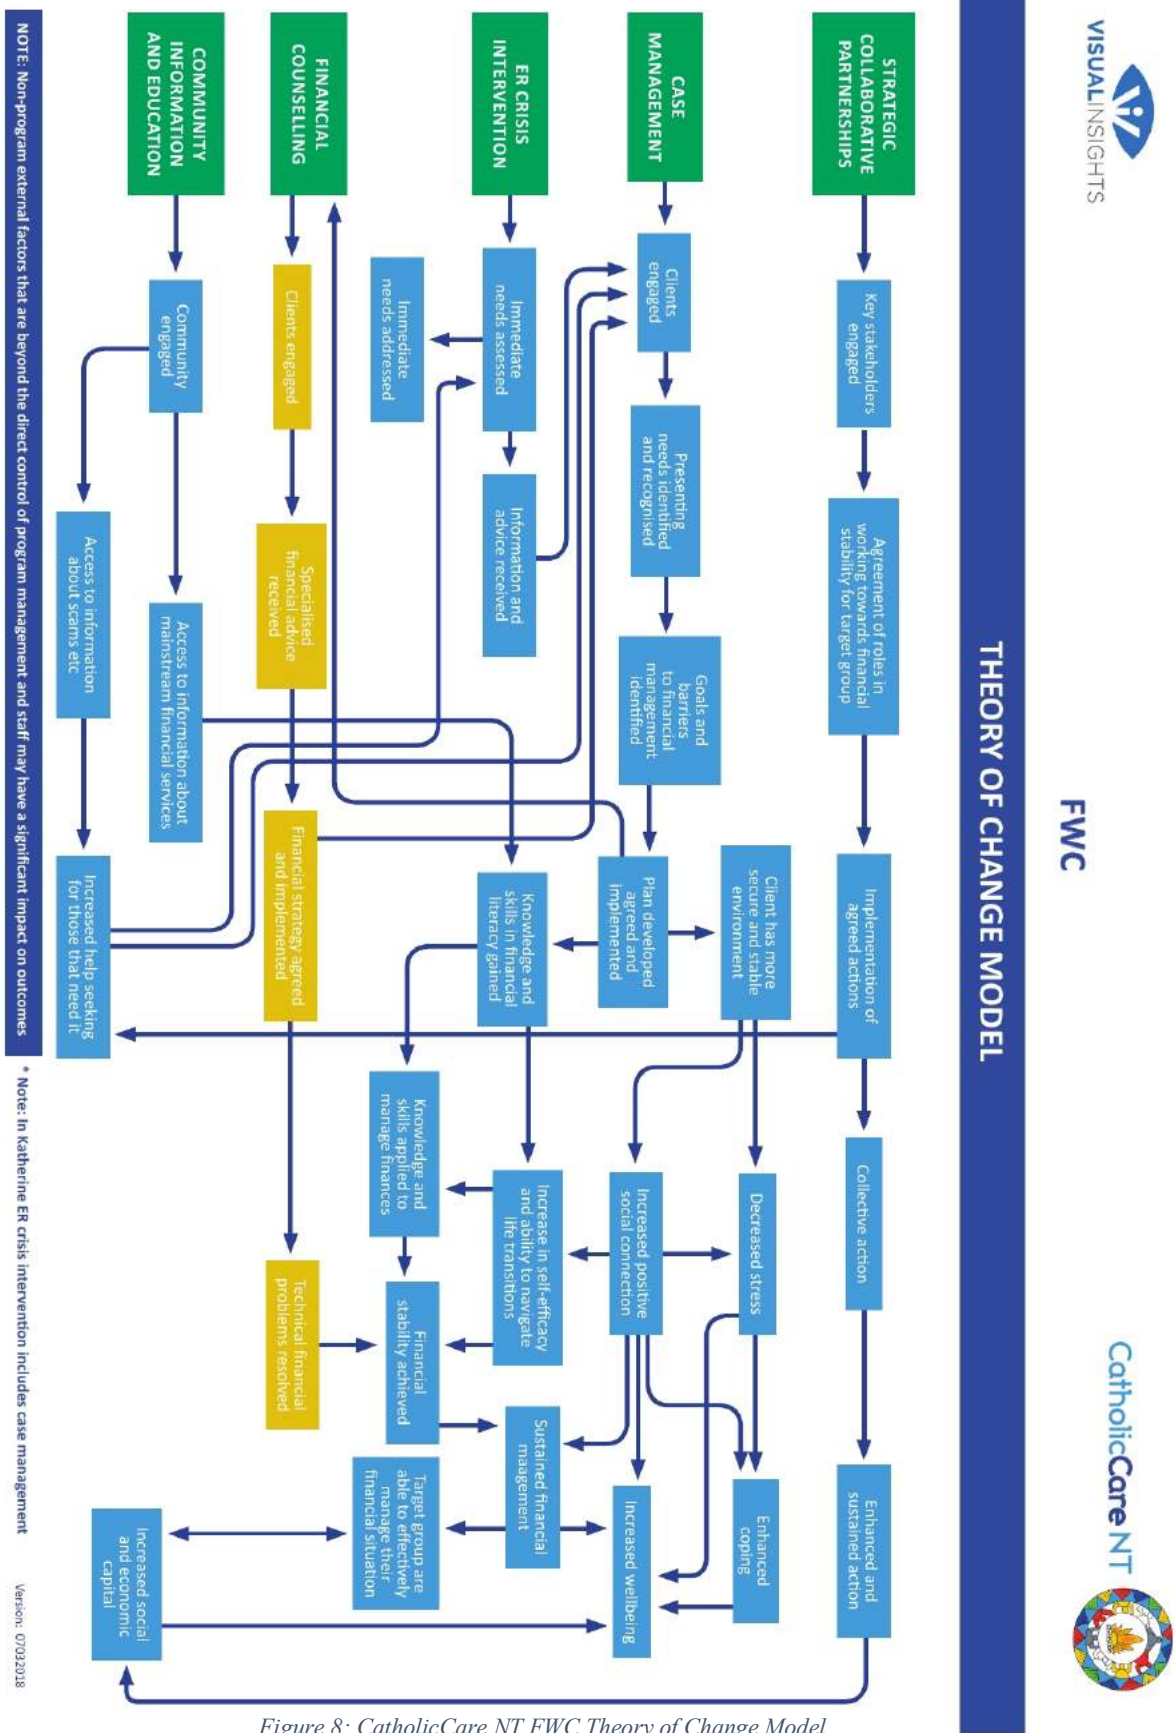 VISUALINSIGHTS
FWC
CatholicCare NT
THEORY OF CHANGE MODEL
STRATEGIC
COLLABORATIVE
PARTNERSHIPS
Key stakeholders
engaged
Agreement of roles in
working towards financial
stability for target group
Implementation of
agreed actions
Collective action
Enhanced and
sustained action
CASE
MANAGEMENT
Clients
engaged
Presenting
needs identified
and recognised
Goals and
barriers
to financial
management
identified
Plan developed
agreed and
implemented
Client has more
secure and stable
environment
Decreased stress
Enhanced
coping
Increased positive
social connection
Increased wellbeing
ER CRISIS
INTERVENTION
Immediate
needs assessed
Information and
advice received
Immediate
needs addressed
Knowledge and
skills in financial
literacy gained
Increase in self-efficacy
and ability to navigate
life transitions
Sustained financial
maagement
Knowledge and
skills applied to
manage finances
Financial
stability achieved
Target group are
able to effectively
manage their
financial situation
FINANCIAL
COUNSELLING
Clients engaged
Specialised
financial advice
received
Financial strategy agreed
and implemented
Technical financial
problems resolved
COMMUNITY
INFORMATION
AND EDUCATION
Community
engaged
Access to information about
mainstream financial services
Access to information
about scams etc
Increased help seeking
for those that need it
Increased social
and economic
capital
NOTE: Non-program external factors that are beyond the direct control of program management and staff may have a significant impact on outcomes
* Note: In Katherine ER crisis intervention includes case management
Version: 07032018
Figure 8: CatholicCare NT FWC Theory of Change Model